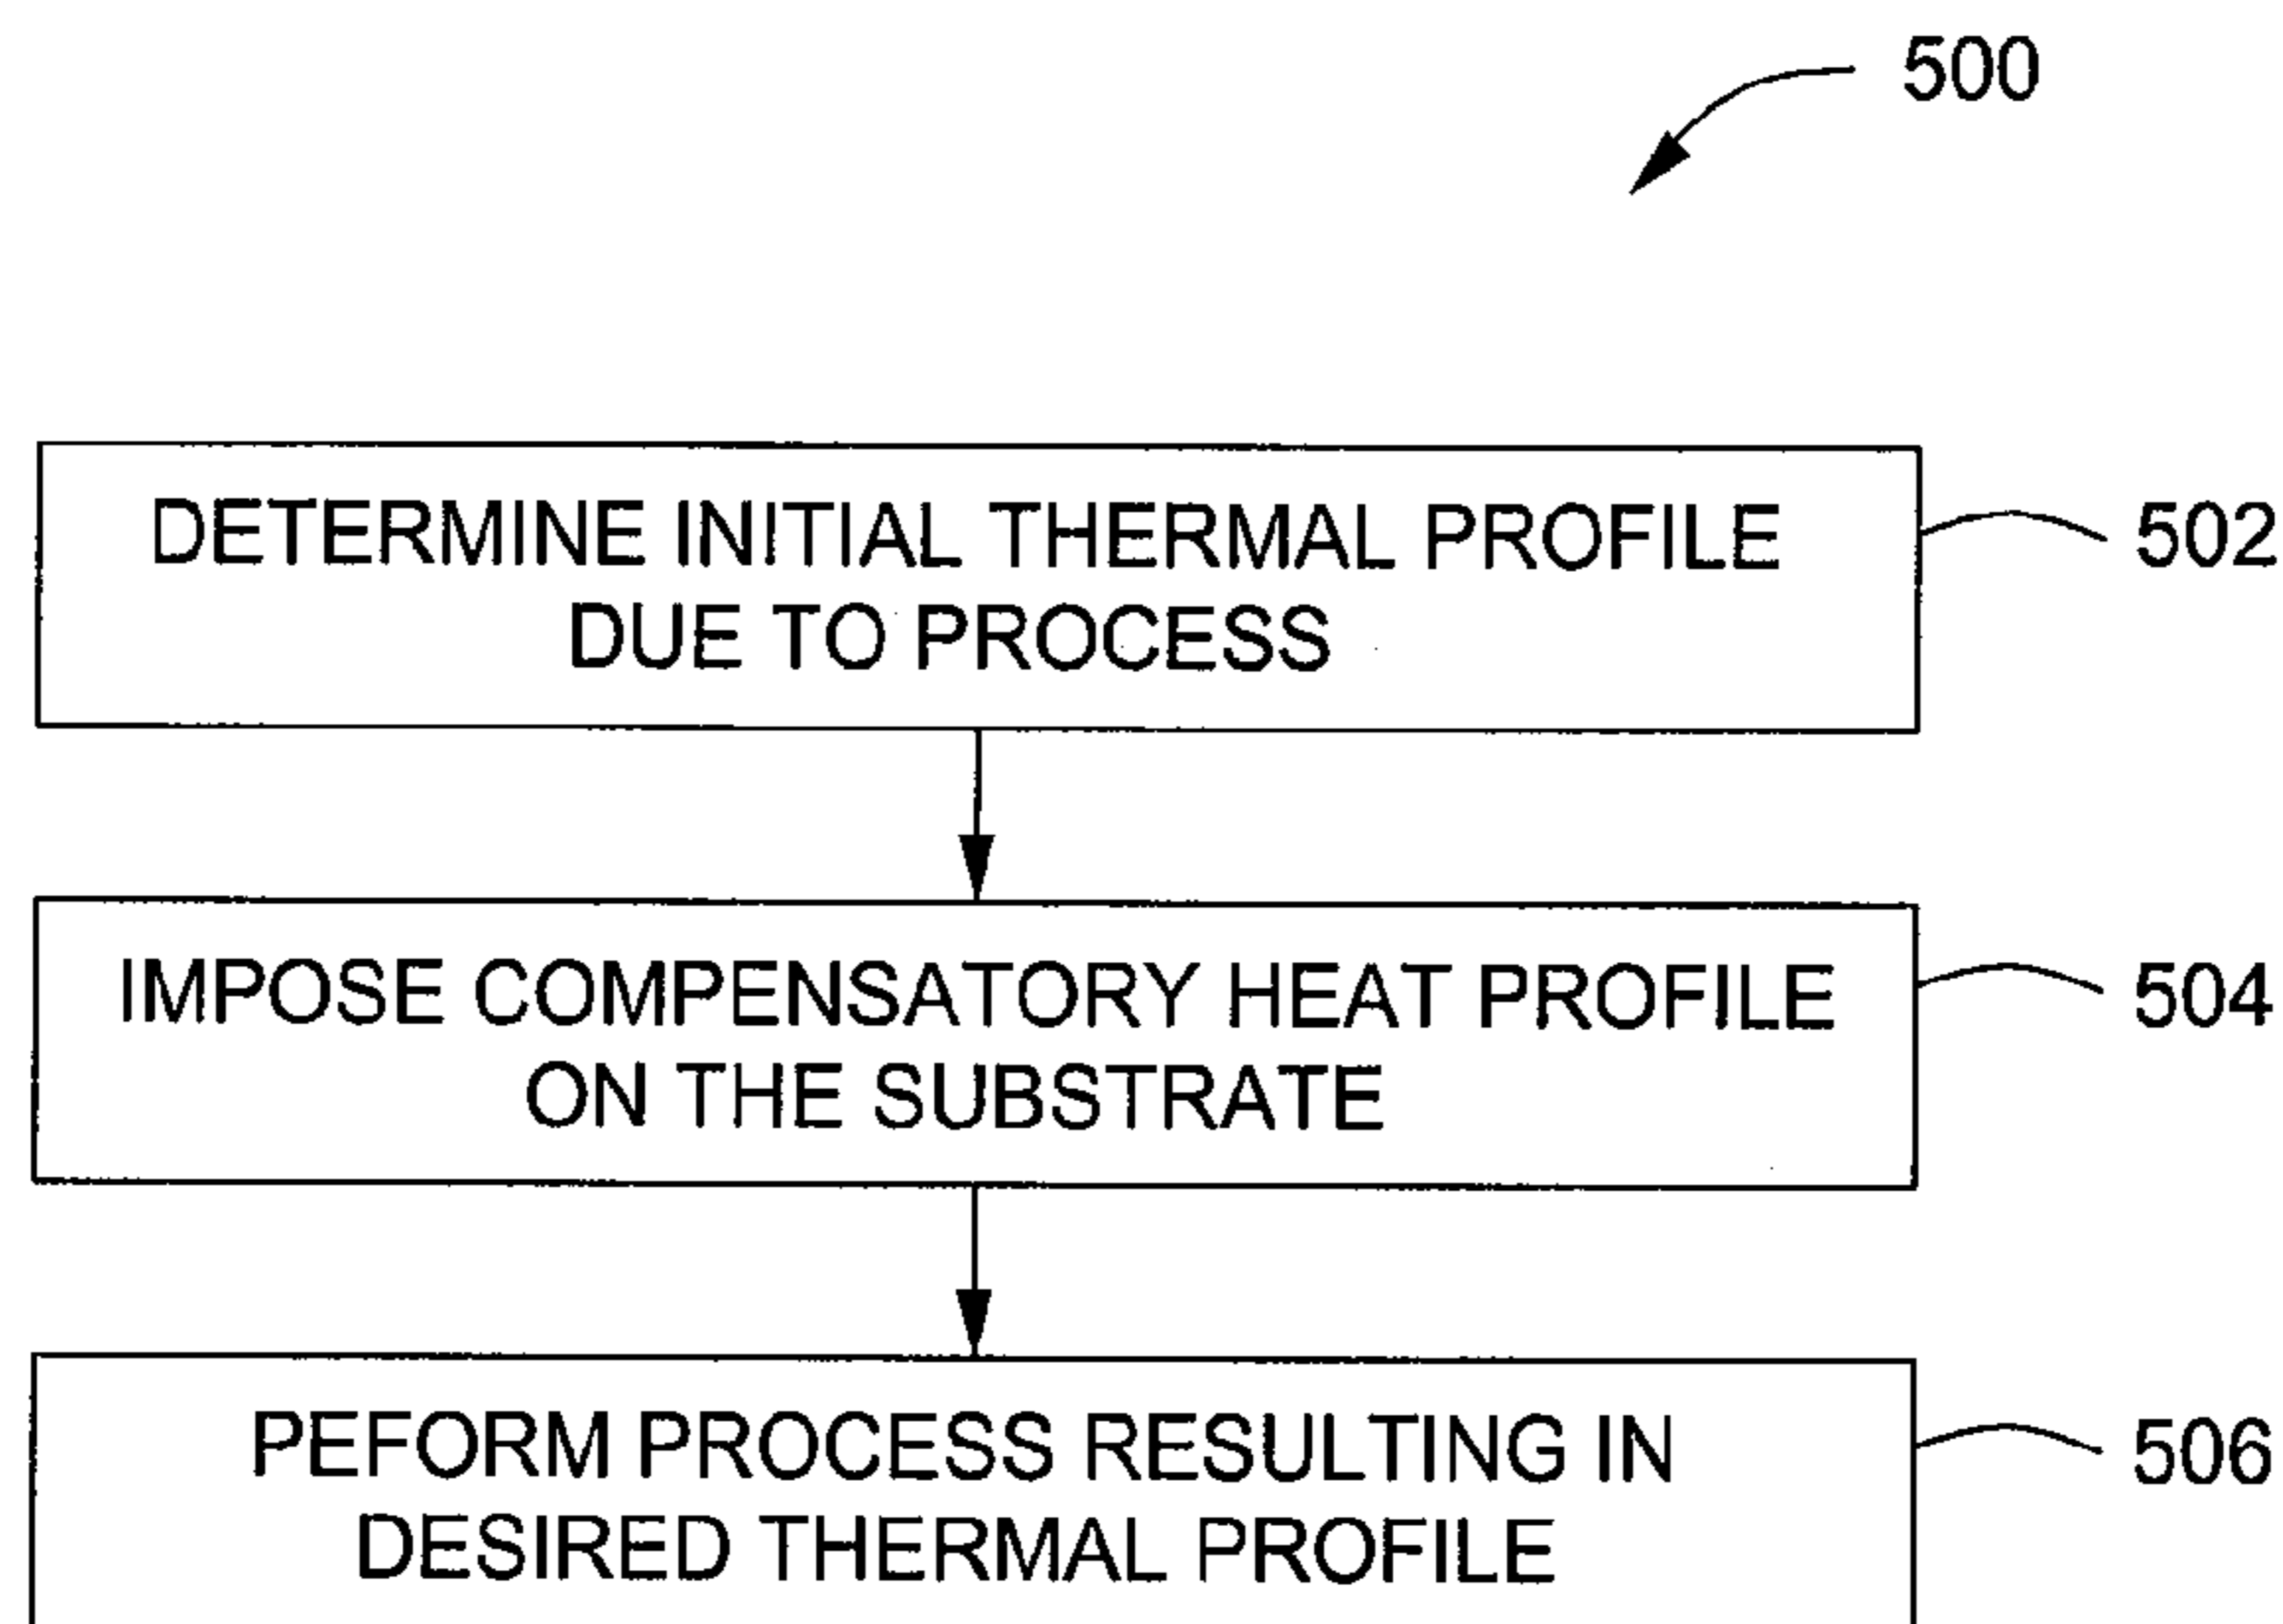 500
DETERMINE INITIAL THERMAL PROFILE
DUE TO PROCESS
502
IMPOSE COMPENSATORY HEAT PROFILE
ON THE SUBSTRATE
504
PEFORM PROCESS RESULTING IN
DESIRED THERMAL PROFILE
506